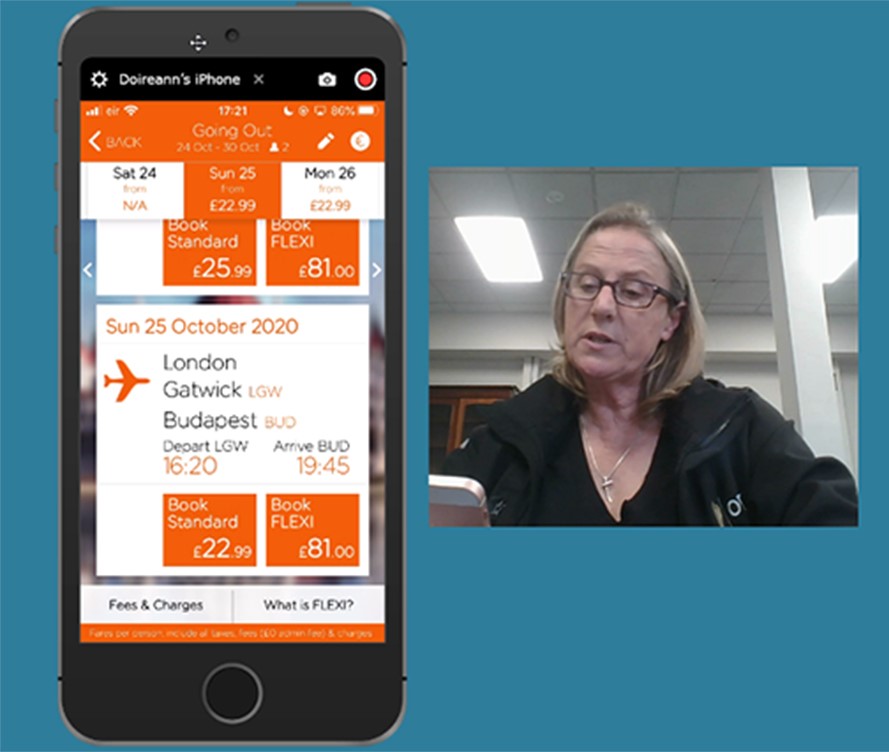 Doireann's iPhone ×
eir 17:21 86%
BACK
Going Out
24 Oct - 30 Oct 2
€
Sat 24
from
N/A
Sun 25
from
£22.99
Mon 26
from
£22.99
Book
Standard
£25.99
Book
FLEXI
£81.00
Sun 25 October 2020
London
Gatwick LGW
Budapest BUD
Depart LGW Arrive BUD
16:20 19:45
Book
Standard
£22.99
Book
FLEXI
£81.00
Fees & Charges What is FLEXI?
Fares per person, include all taxes, fees (£0 admin fee) & charges
or